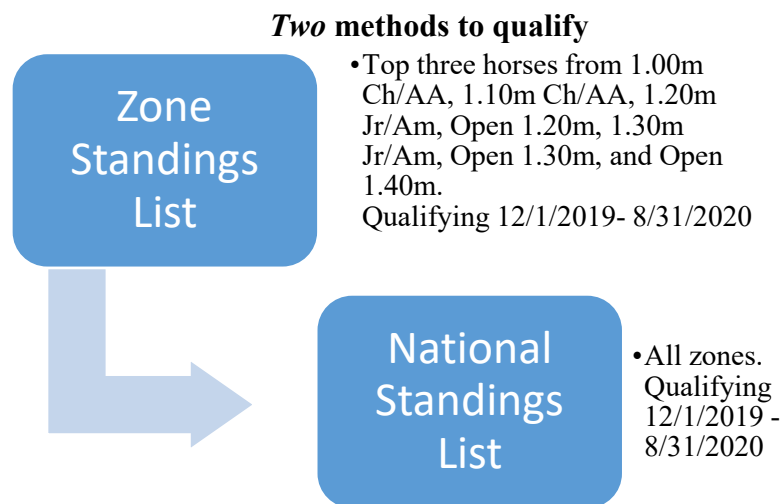 Two methods to qualify
Zone
Standings
List
•Top three horses from 1.00m
Ch/AA, 1.10m Ch/AA, 1.20m
Jr/Am, Open 1.20m, 1.30m
Jr/Am, Open 1.30m, and Open
1.40m.
Qualifying 12/1/2019- 8/31/2020
National
Standings
List
•All zones.
Qualifying
12/1/2019 -
8/31/2020